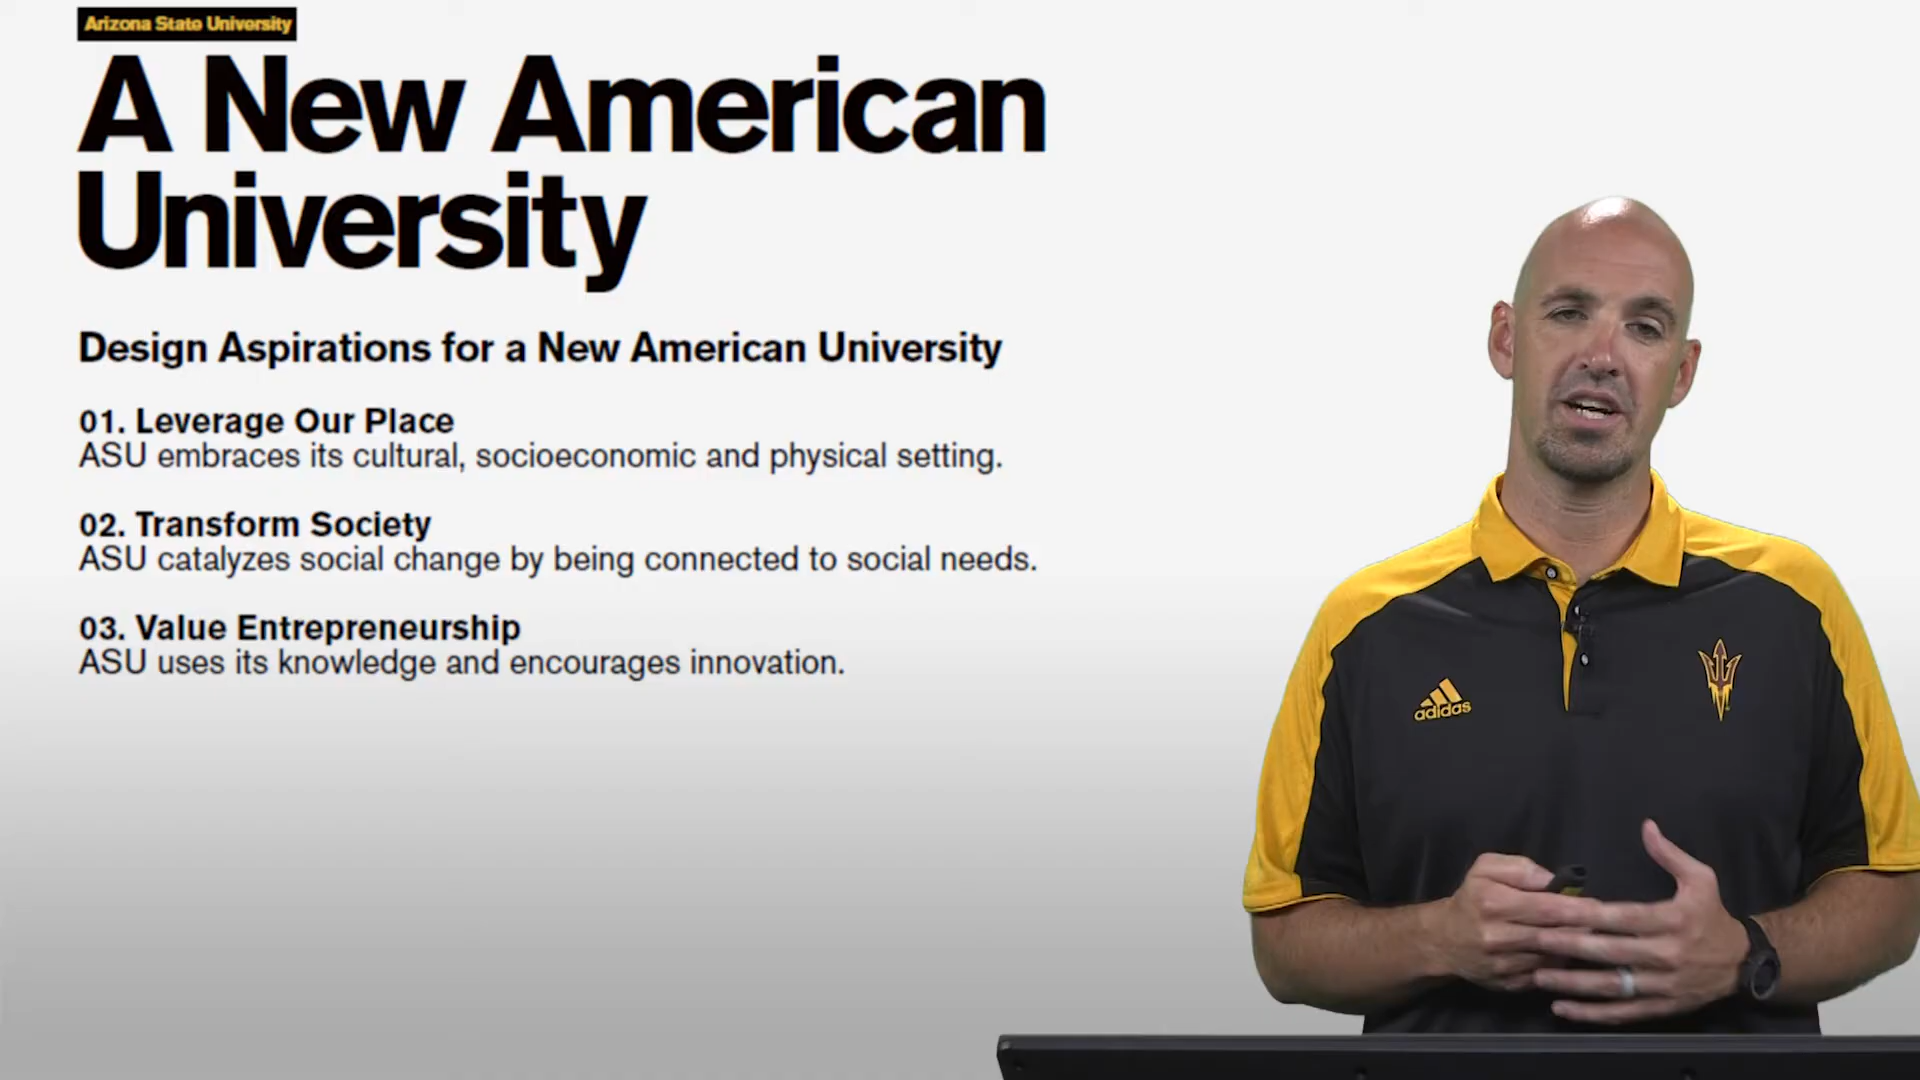 Arizona State University
A New American
University
Design Aspirations for a New American University
01. Leverage Our Place
ASU embraces its cultural, socioeconomic and physical setting.
02. Transform Society
ASU catalyzes social change by being connected to social needs.
03. Value Entrepreneurship
ASU uses its knowledge and encourages innovation.
adidas